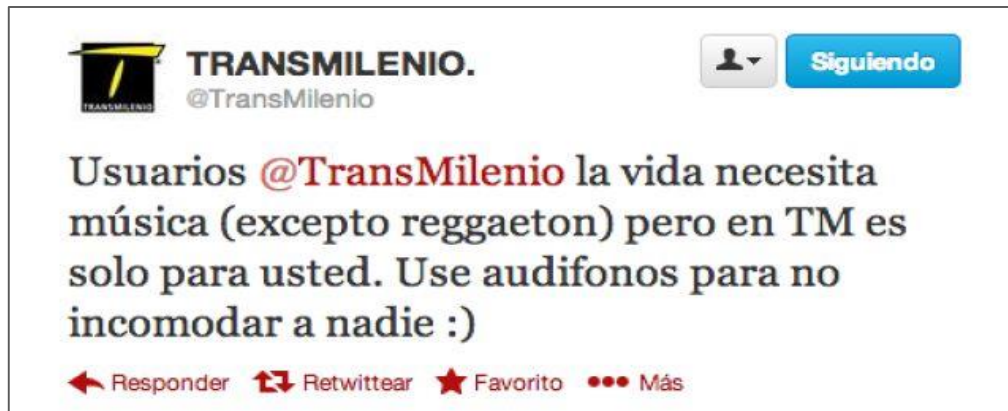 TRANSMILENIO
TRANSMILENIO.
Siguiendo
@TransMilenio
Usuarios @TransMilenio la vida necesita
música (excepto reggaeton) pero en TM es
solo para usted. Use audifonos para no
incomodar a nadie :)
Responder Retwittear Favorito Más